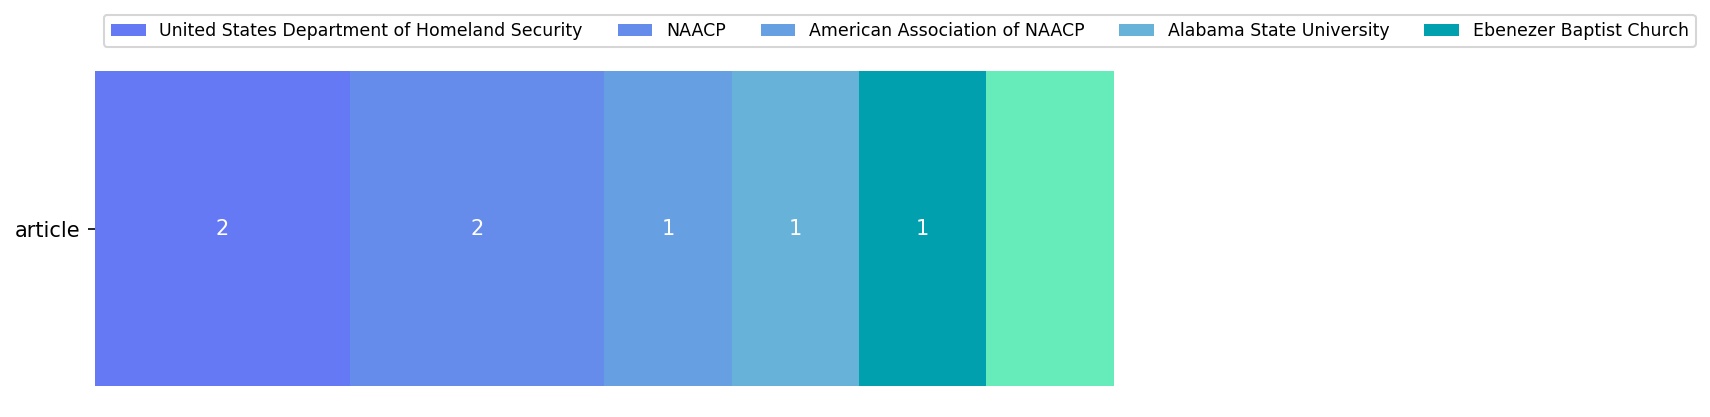 United States Department of Homeland Security NAACP American Association of NAACP Alabama State University Ebenezer Baptist Church
article 2 2 1 1 1